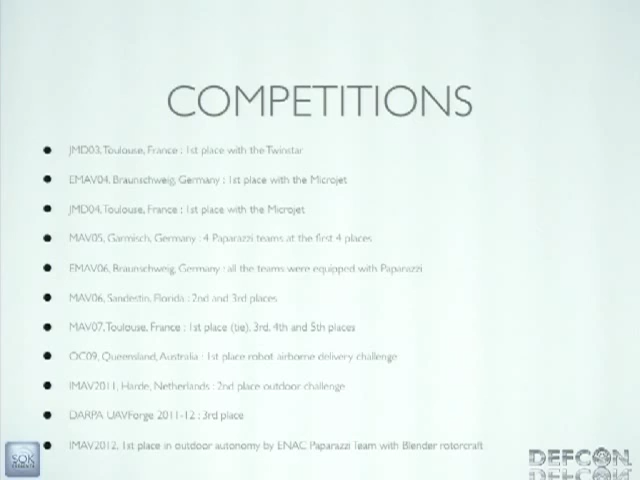 COMPETITIONS
JMD03, Toulouse, France : 1st place with the Twinstar
EMAV04, Braunschweig, Germany : 1st place with the Microjet
JMD04, Toulouse, France : 1st place with the Microjet
MAV05, Garmisch, Germany : 4 Paparazzi teams at the first 4 places
EMAV06, Braunschweig, Germany : all the teams were equipped with Paparazzi
MAV06, Sandestin, Florida : 2nd and 3rd places
MAV07, Toulouse, France : 1st place (tie), 3rd, 4th and 5th places
OC09, Queensland, Australia : 1st place robot airborne delivery challenge
IMAV2011, Harde, Netherlands : 2nd place outdoor challenge
DARPA UAVForge 2011-12 : 3rd place
IMAV2012, 1st place in outdoor autonomy by ENAC Paparazzi Team with Blender rotorcraft
SOK
DEFCON